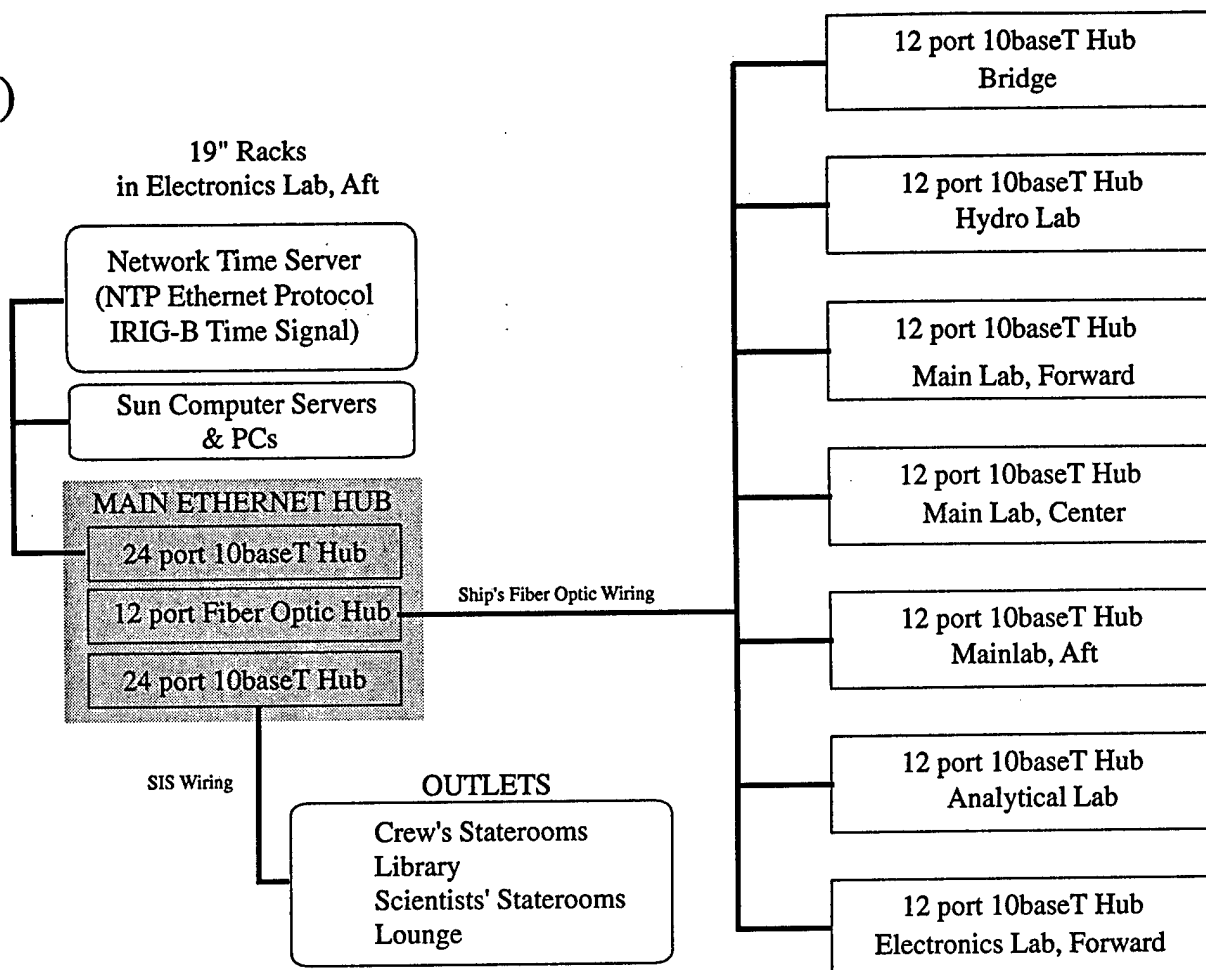 )
19" Racks
in Electronics Lab, Aft
Network Time Server
(NTP Ethernet Protocol
IRIG-B Time Signal)
Sun Computer Servers
& PCs
MAIN ETHERNET HUB
24 port 10baseT Hub
12 port Fiber Optic Hub
24 port 10baseT Hub
Ship's Fiber Optic Wiring
SIS Wiring
OUTLETS
Crew's Staterooms
Library
Scientists' Staterooms
Lounge
12 port 10baseT Hub
Bridge
12 port 10baseT Hub
Hydro Lab
12 port 10baseT Hub
Main Lab, Forward
12 port 10baseT Hub
Main Lab, Center
12 port 10baseT Hub
Mainlab, Aft
12 port 10baseT Hub
Analytical Lab
12 port 10baseT Hub
Electronics Lab, Forward